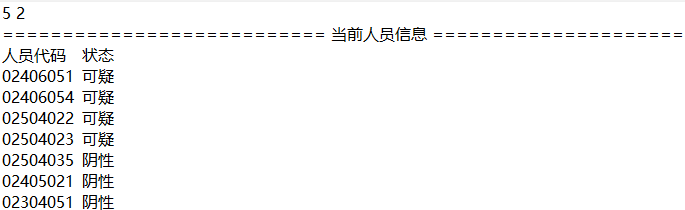 5 2
========================== 当前人员信息 =====================
人员代码 状态
02406051 可疑
02406054 可疑
02504022 可疑
02504023 可疑
02504035 阴性
02405021 阴性
02304051 阴性